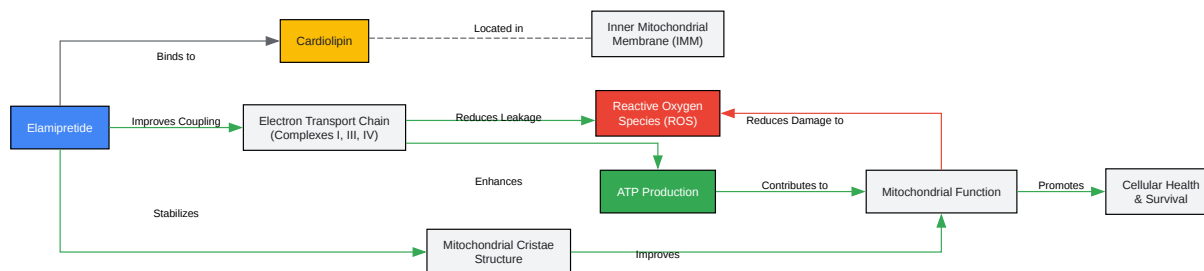 Located in
Inner Mitochondrial
Membrane (IMM)
Cardiolipin
Binds to
Elamipretide
Improves Coupling
Electron Transport Chain
(Complexes I, III, IV)
Reduces Leakage
Reactive Oxygen
Species (ROS)
Reduces Damage to
Enhances
ATP Production
Contributes to
Mitochondrial Function
Promotes
Cellular Health
& Survival
Stabilizes
Mitochondrial Cristae
Structure
Improves